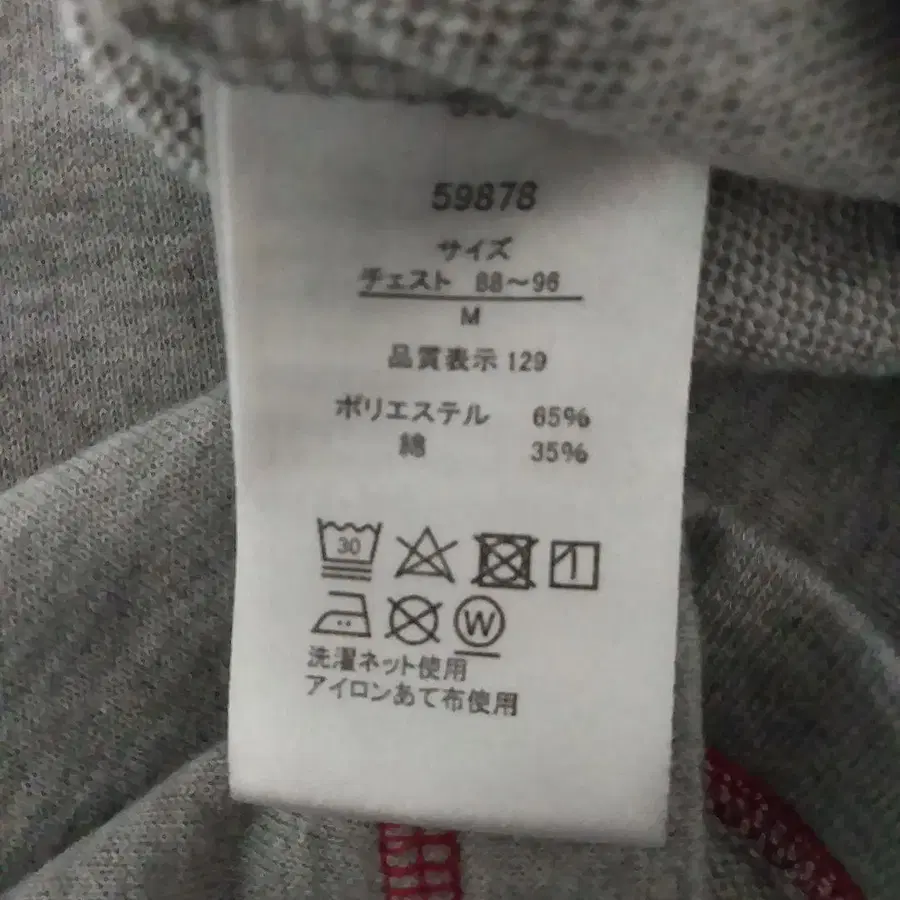 59878
サイズ
チェスト 88～96
M
品質表示 129
ポリエステル 65%
綿 35%
30
W
洗濯ネット使用
アイロンあて布使用